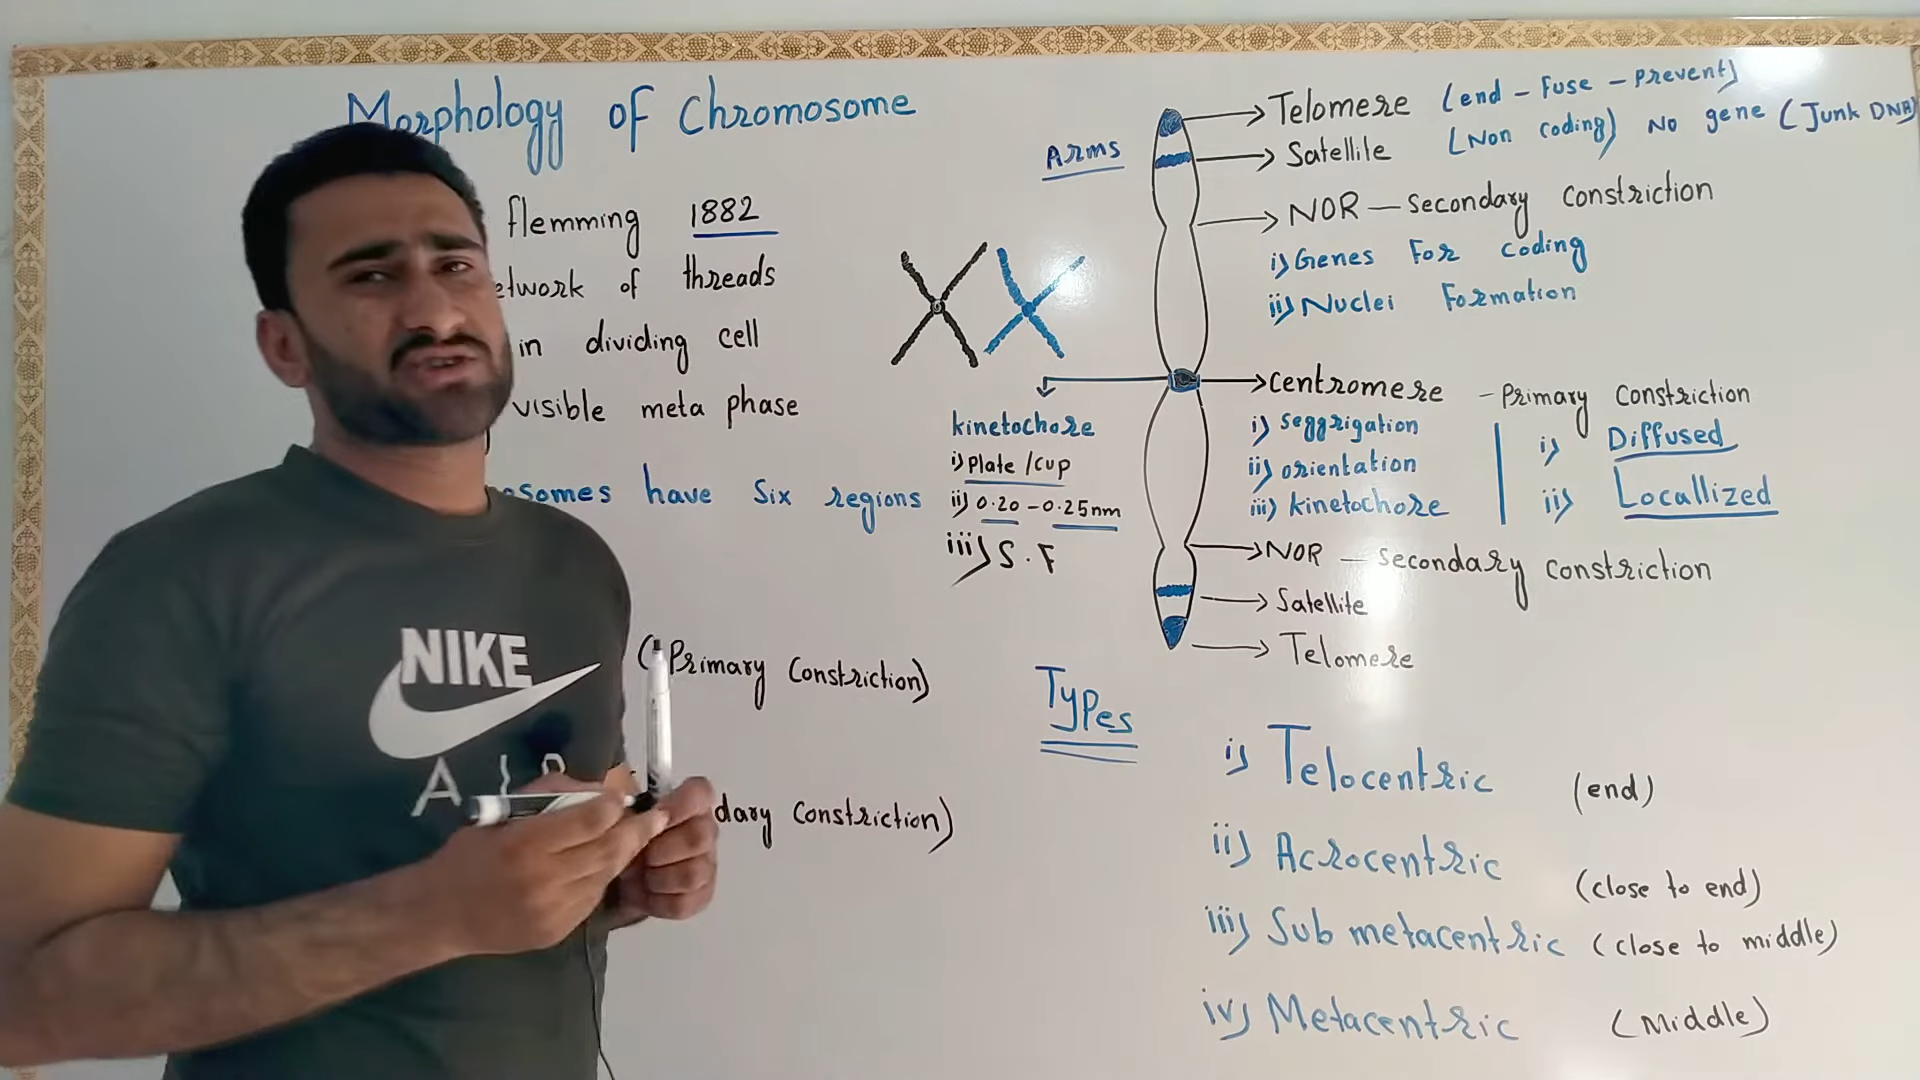 Morphology of Chromosome
flemming 1882
etwork of threads
in dividing cell
visible meta phase
osomes have six regions
(Primary Constriction)
dary Constriction)
NIKE
AIR
Arms
Telomere (end - Fuse - prevent)
Satellite (Non coding) No gene (Junk DNA)
NOR — secondary constriction
i) Genes For coding
ii) Nuclei Formation
Centromere - Primary Constriction
i) seggrigation
ii) orientation
iii) kinetochore
i) Diffused
ii) Locallized
kinetochore
i) Plate /cup
ii) 0.20 - 0.25nm
iii) S.F
NOR — secondary constriction
Satellite
Telomere
Types
i) Telocentric (end)
ii) Acrocentric (close to end)
iii) Sub metacentric (close to middle)
iv) Metacentric (Middle)